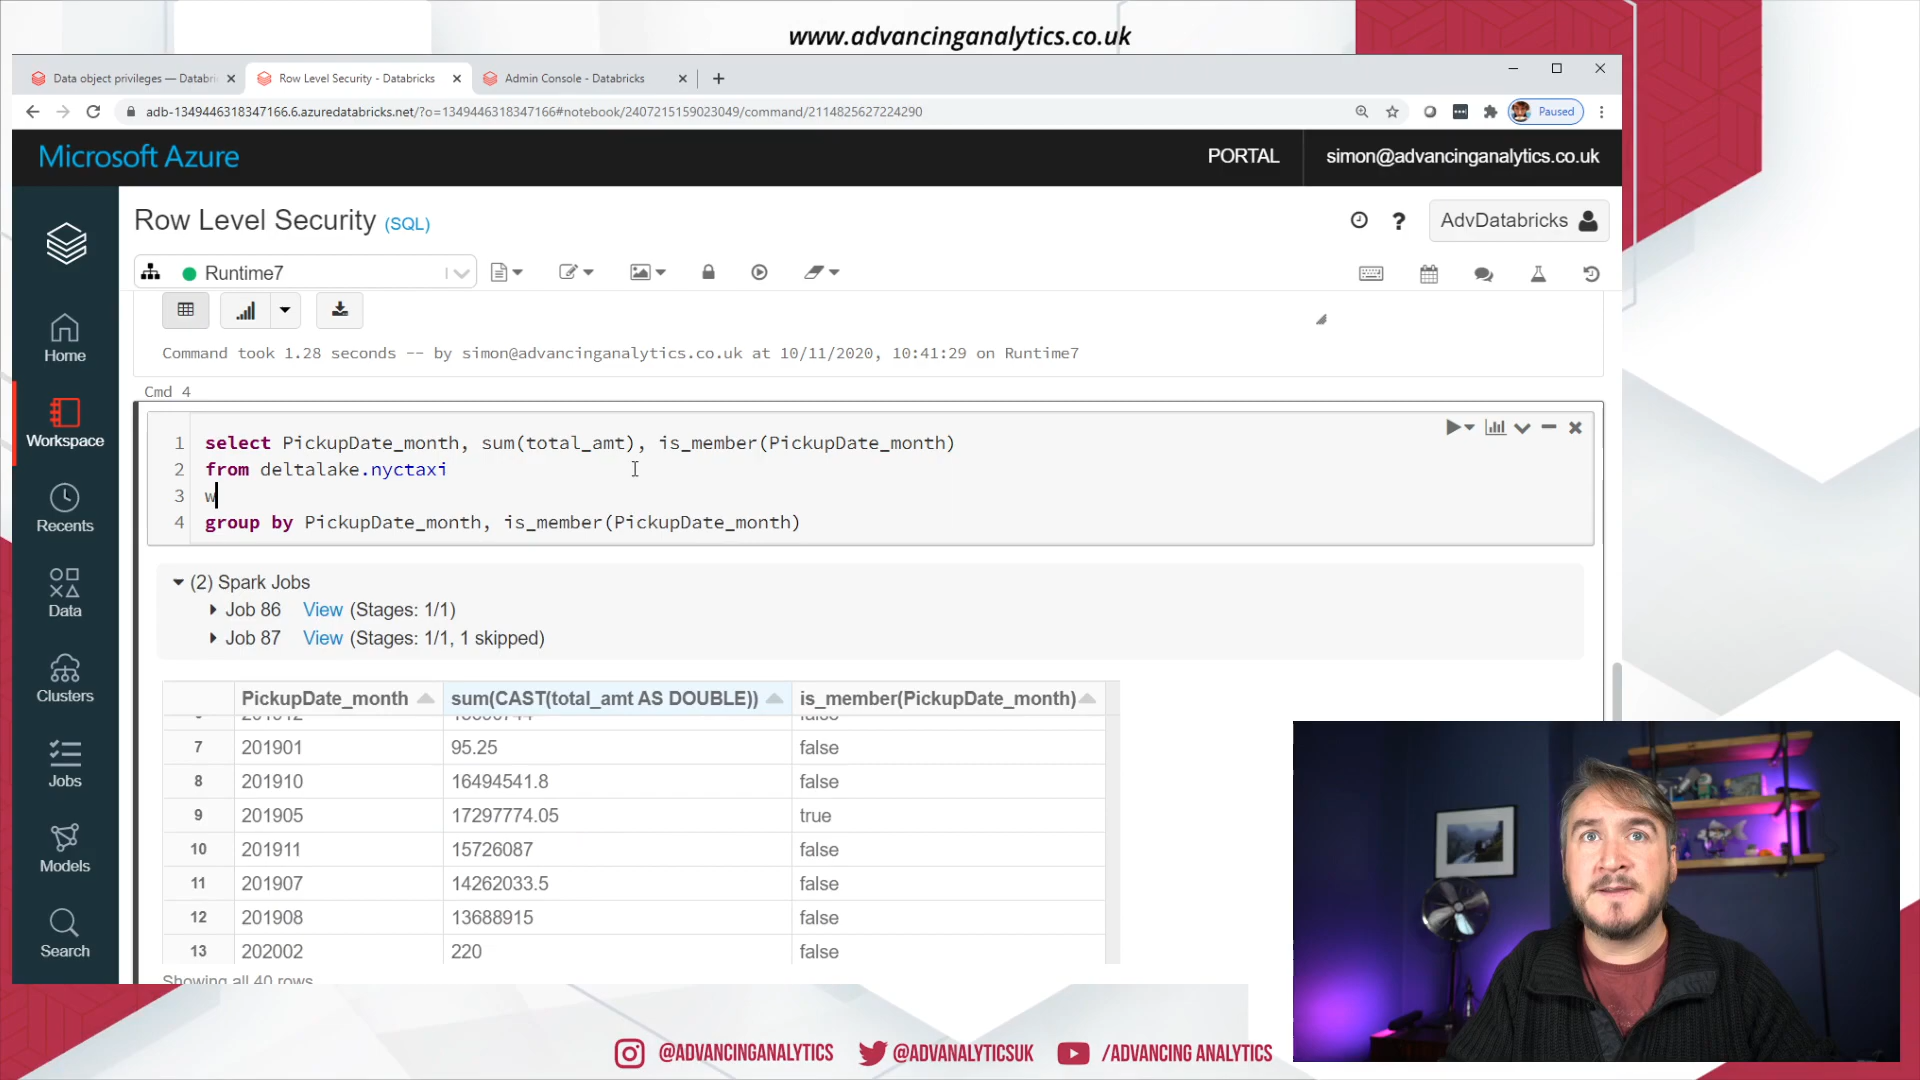 www.advancinganalytics.co.uk
Data object privileges — Databri
Row Level Security - Databricks
Admin Console - Databricks
adb-1349446318347166.6.azuredatabricks.net/?o=1349446318347166#notebook/2407215159023049/command/2114825627224290
Paused
Microsoft Azure
PORTAL
simon@advancinganalytics.co.uk
Row Level Security (SQL)
AdvDatabricks
Runtime7
Home
Workspace
Recents
Data
Clusters
Jobs
Models
Search
Command took 1.28 seconds -- by simon@advancinganalytics.co.uk at 10/11/2020, 10:41:29 on Runtime7
Cmd 4
1 select PickupDate_month, sum(total_amt), is_member(PickupDate_month)
2 from deltalake.nyctaxi
3 w
4 group by PickupDate_month, is_member(PickupDate_month)
(2) Spark Jobs
Job 86 View (Stages: 1/1)
Job 87 View (Stages: 1/1, 1 skipped)
PickupDate_month sum(CAST(total_amt AS DOUBLE)) is_member(PickupDate_month)
7 201901 95.25 false
8 201910 16494541.8 false
9 201905 17297774.05 true
10 201911 15726087 false
11 201907 14262033.5 false
12 201908 13688915 false
13 202002 220 false
Showing all 40 rows
@ADVANCINGANALYTICS
@ADVANALYTICSUK
/ADVANCING ANALYTICS